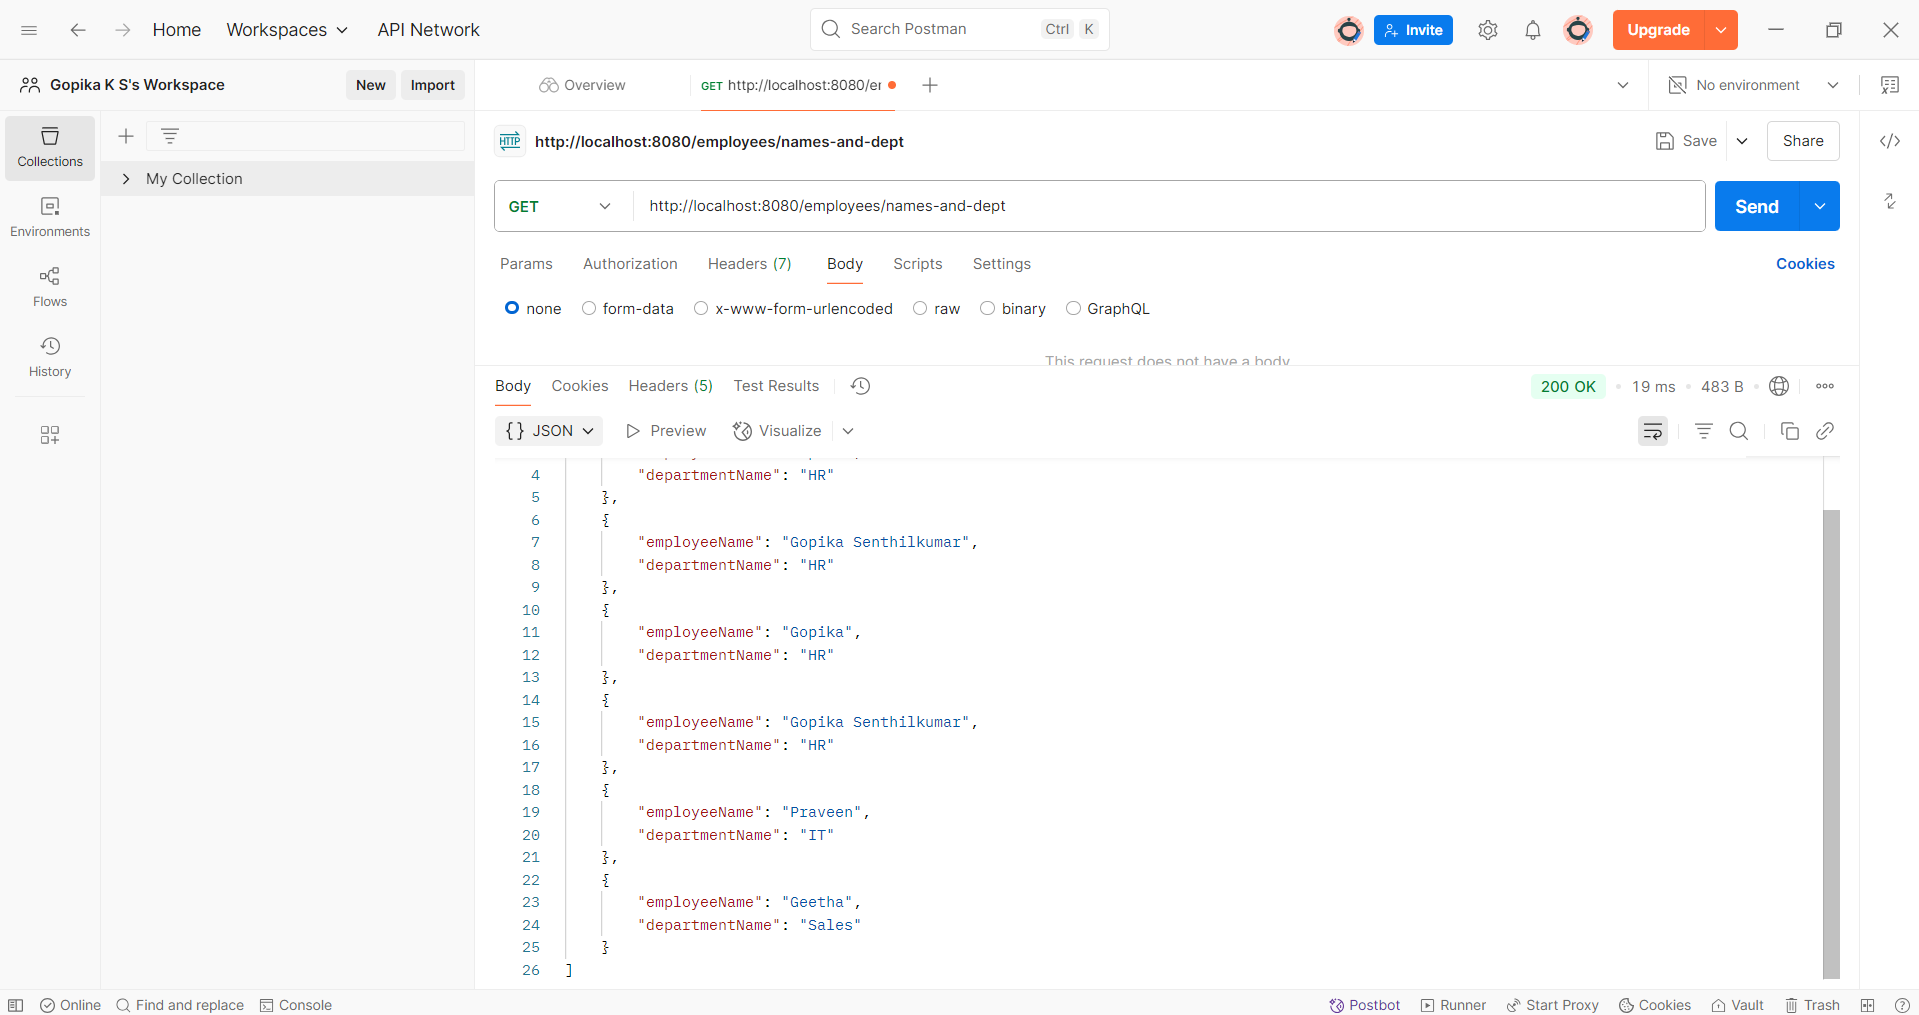 Home Workspaces API Network Search Postman Ctrl K Invite Upgrade
Gopika K S's Workspace New Import Overview GET http://localhost:8080/er No environment
Collections
Environments
Flows
History
My Collection
HTTP http://localhost:8080/employees/names-and-dept Save Share
GET http://localhost:8080/employees/names-and-dept Send
Params Authorization Headers (7) Body Scripts Settings Cookies
none form-data x-www-form-urlencoded raw binary GraphQL
This request does not have a body
Body Cookies Headers (5) Test Results 200 OK 19 ms 483 B
{} JSON Preview Visualize
4 "departmentName": "HR"
5 },
6 {
7 "employeeName": "Gopika Senthilkumar",
8 "departmentName": "HR"
9 },
10 {
11 "employeeName": "Gopika",
12 "departmentName": "HR"
13 },
14 {
15 "employeeName": "Gopika Senthilkumar",
16 "departmentName": "HR"
17 },
18 {
19 "employeeName": "Praveen",
20 "departmentName": "IT"
21 },
22 {
23 "employeeName": "Geetha",
24 "departmentName": "Sales"
25 }
26 ]
Online Find and replace Console Postbot Runner Start Proxy Cookies Vault Trash